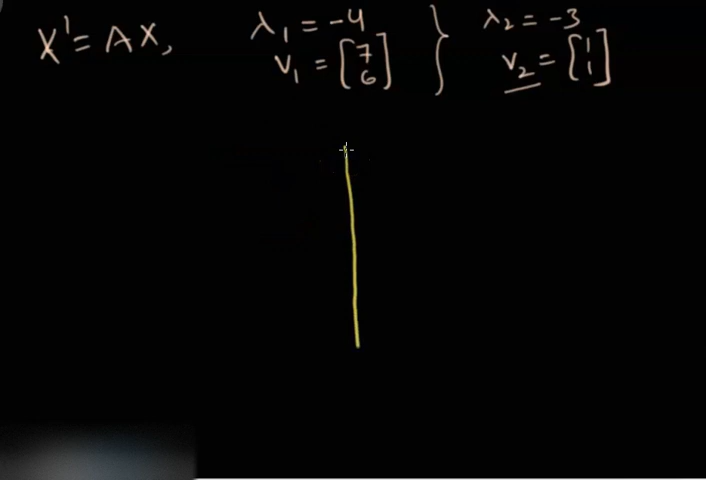 X' = AX, λ₁ = -4 } λ₂ = -3
v₁ = [7 6] v₂ = [1 1]